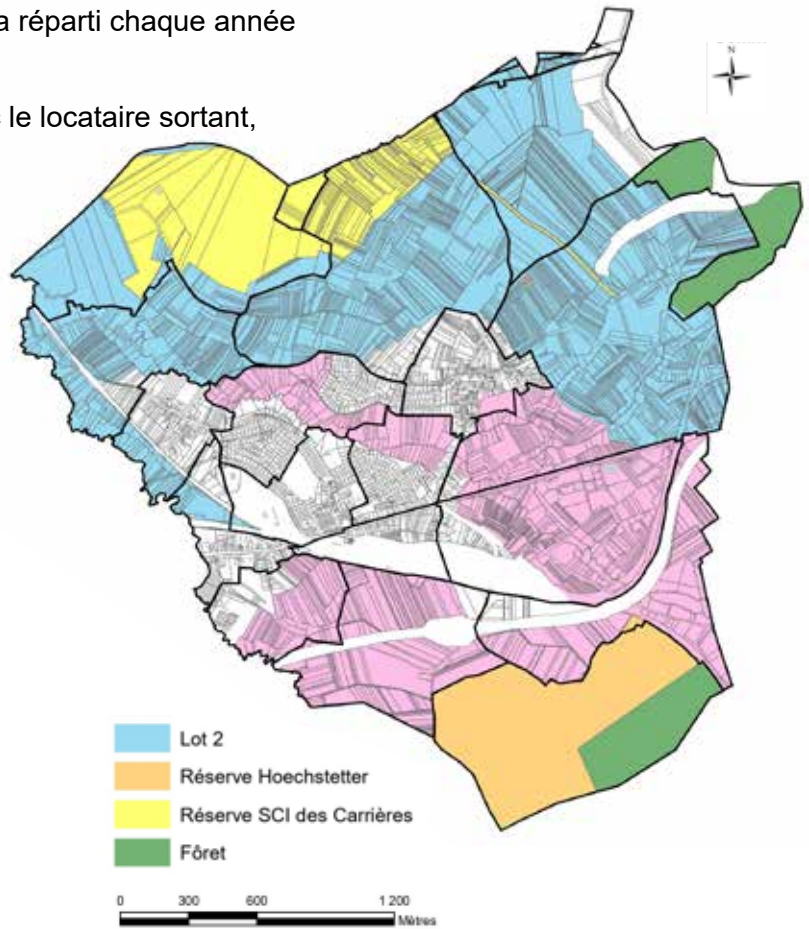 a réparti chaque année
le locataire sortant,
N
Lot 2
Réserve Hoechstetter
Réserve SCI des Carrières
Fôret
0 300 600 1 200
Mètres